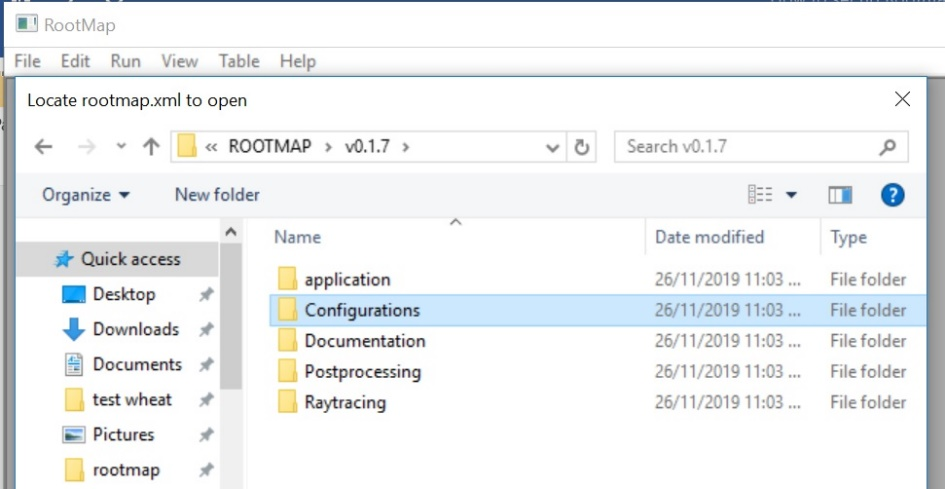 RootMap
File Edit Run View Table Help
Locate rootmap.xml to open
« ROOTMAP › v0.1.7 › Search v0.1.7
Organize New folder
Name Date modified Type
Quick access
Desktop
Downloads
Documents
test wheat
Pictures
rootmap
application 26/11/2019 11:03 ... File folder
Configurations 26/11/2019 11:03 ... File folder
Documentation 26/11/2019 11:03 ... File folder
Postprocessing 26/11/2019 11:03 ... File folder
Raytracing 26/11/2019 11:03 ... File folder